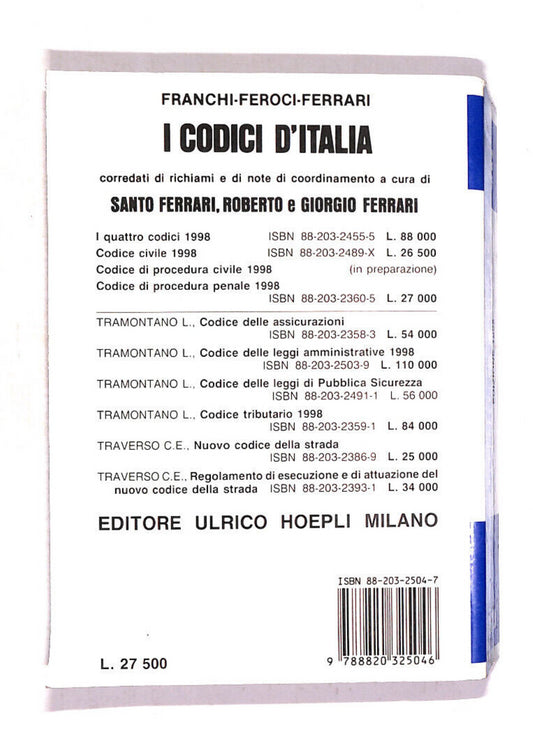 FRANCHI-FEROCI-FERRARI
I CODICI D'ITALIA
corredati di richiami e di note di coordinamento a cura di
SANTO FERRARI, ROBERTO e GIORGIO FERRARI
I quattro codici 1998 ISBN 88-203-2455-5 L. 88 000
Codice civile 1998 ISBN 88-203-2489-X L. 26 500
Codice di procedura civile 1998 (in preparazione)
Codice di procedura penale 1998
ISBN 88-203-2360-5 L. 27 000
TRAMONTANO L., Codice delle assicurazioni
ISBN 88-203-2358-3 L. 54 000
TRAMONTANO L., Codice delle leggi amministrative 1998
ISBN 88-203-2503-9 L. 110 000
TRAMONTANO L., Codice delle leggi di Pubblica Sicurezza
ISBN 88-203-2491-1 L. 56 000
TRAMONTANO L., Codice tributario 1998
ISBN 88-203-2359-1 L. 84 000
TRAVERSO C.E., Nuovo codice della strada
ISBN 88-203-2386-9 L. 25 000
TRAVERSO C.E., Regolamento di esecuzione e di attuazione del
nuovo codice della strada ISBN 88-203-2393-1 L. 34 000
EDITORE ULRICO HOEPLI MILANO
ISBN 88-203-2504-7
9 788820 325046
L. 27 500